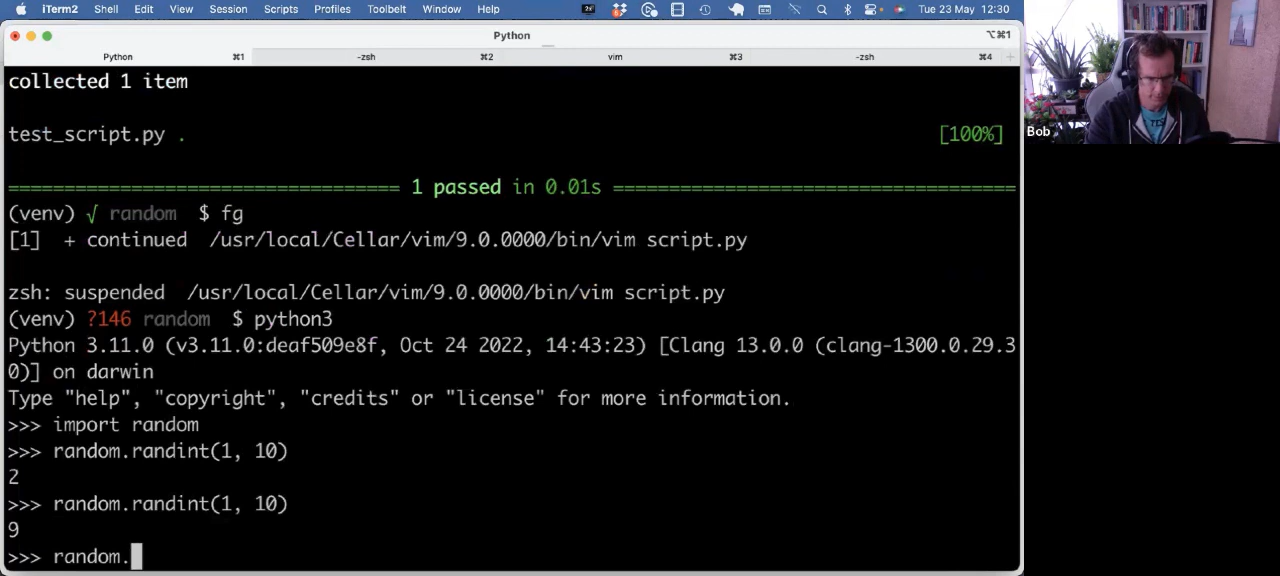 iTerm2 Shell Edit View Session Scripts Profiles Toolbelt Window Help Tue 23 May 12:30
Python ⌥⌘1
Python ⌘1 -zsh ⌘2 vim ⌘3 -zsh ⌘4
collected 1 item
test_script.py . [100%]
=================================== 1 passed in 0.01s ====================================
(venv) √ random $ fg
[1] + continued /usr/local/Cellar/vim/9.0.0000/bin/vim script.py
zsh: suspended /usr/local/Cellar/vim/9.0.0000/bin/vim script.py
(venv) ?146 random $ python3
Python 3.11.0 (v3.11.0:deaf509e8f, Oct 24 2022, 14:43:23) [Clang 13.0.0 (clang-1300.0.29.3
0)] on darwin
Type "help", "copyright", "credits" or "license" for more information.
>>> import random
>>> random.randint(1, 10)
2
>>> random.randint(1, 10)
9
>>> random.
Bob